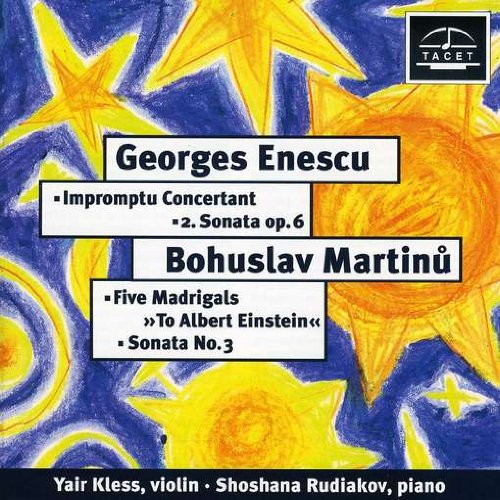 TACET
Georges Enescu
▪Impromptu Concertant
▪2. Sonata op.6
Bohuslav Martinů
▪Five Madrigals
»To Albert Einstein«
▪Sonata No.3
Yair Kless, violin · Shoshana Rudiakov, piano